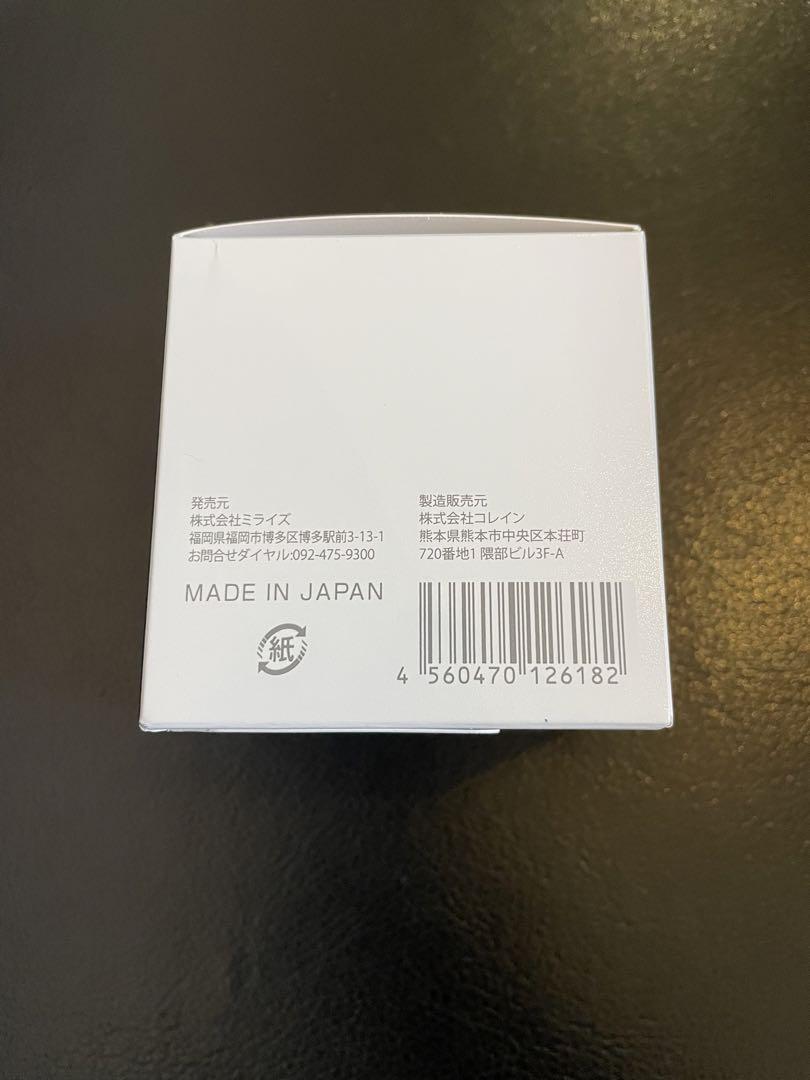 発売元
株式会社ミライズ
福岡県福岡市博多区博多駅前3-13-1
お問合せダイヤル:092-475-9300
製造販売元
株式会社コレイン
熊本県熊本市中央区本荘町
720番地1 隈部ビル3F-A
MADE IN JAPAN
紙
4 560470 126182